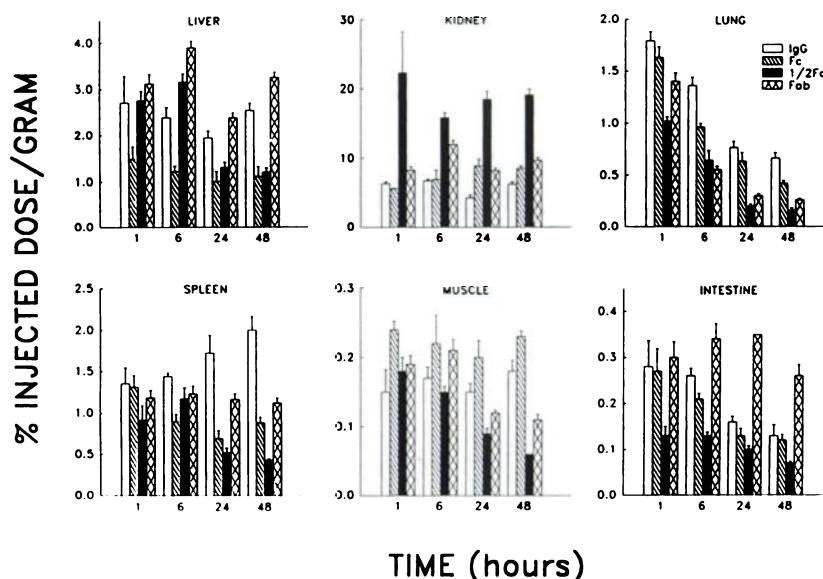 % INJECTED DOSE/GRAM
LIVER
4.0
3.0
2.0
1.0
0.0
1 6 24 48
KIDNEY
30
20
10
0
1 6 24 48
LUNG
2.0
1.5
1.0
0.5
0.0
1 6 24 48
IgG
Fc
1/2Fc
Fab
SPLEEN
2.5
2.0
1.5
1.0
0.5
0.0
1 6 24 48
MUSCLE
0.3
0.2
0.1
0.0
1 6 24 48
INTESTINE
0.4
0.3
0.2
0.1
0.0
1 6 24 48
TIME (hours)